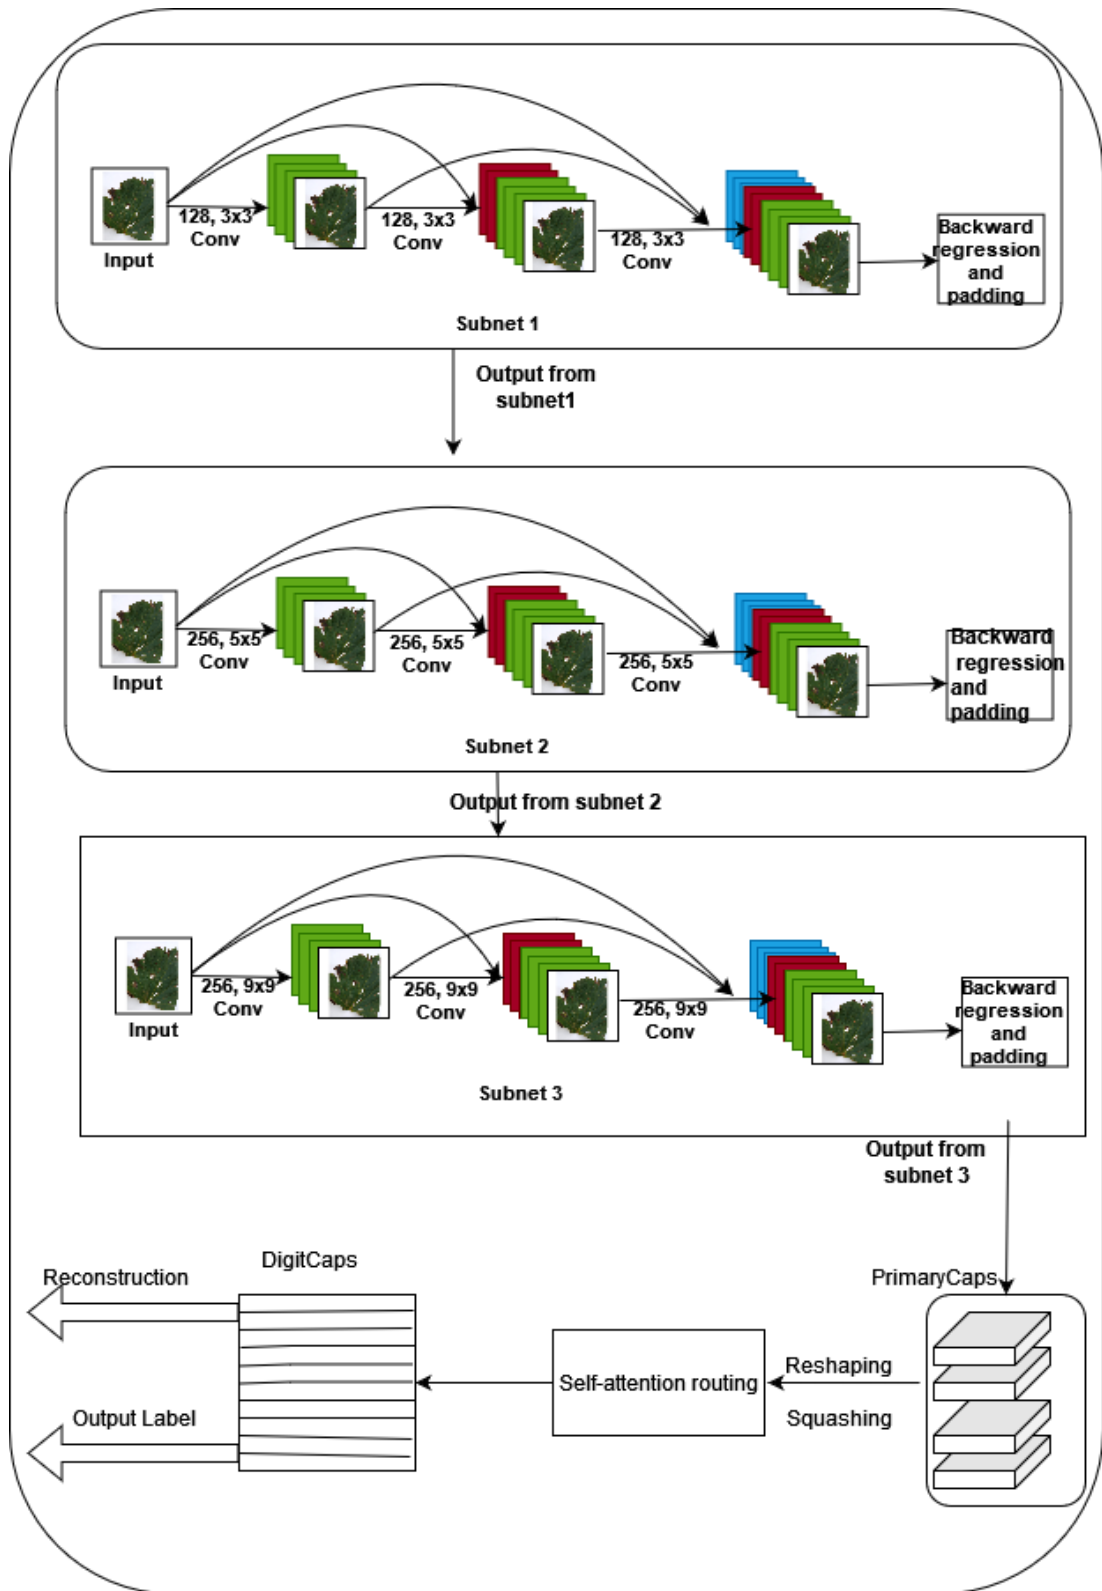 128, 3x3
Conv
128, 3x3
Conv
128, 3x3
Conv
Input
Backward
regression
and
padding
Subnet 1
Output from
subnet1
256, 5x5
Conv
256, 5x5
Conv
256, 5x5
Conv
Input
Backward
regression
and
padding
Subnet 2
Output from subnet 2
256, 9x9
Conv
256, 9x9
Conv
256, 9x9
Conv
Input
Backward
regression
and
padding
Subnet 3
Output from
subnet 3
PrimaryCaps
Reshaping
Squashing
Self-attention routing
DigitCaps
Reconstruction
Output Label